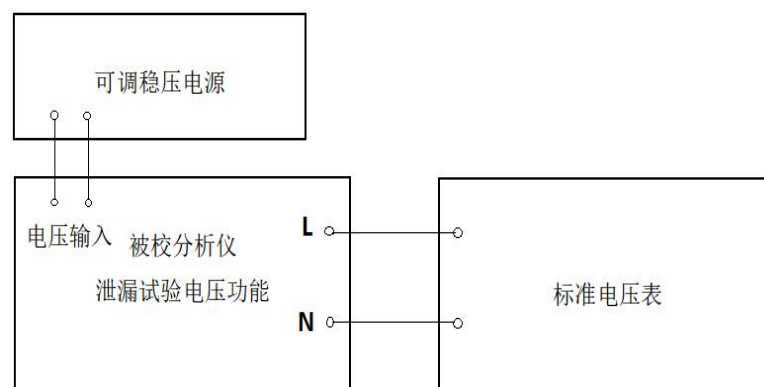 可调稳压电源
电压输入
被校分析仪
泄漏试验电压功能
L
N
标准电压表